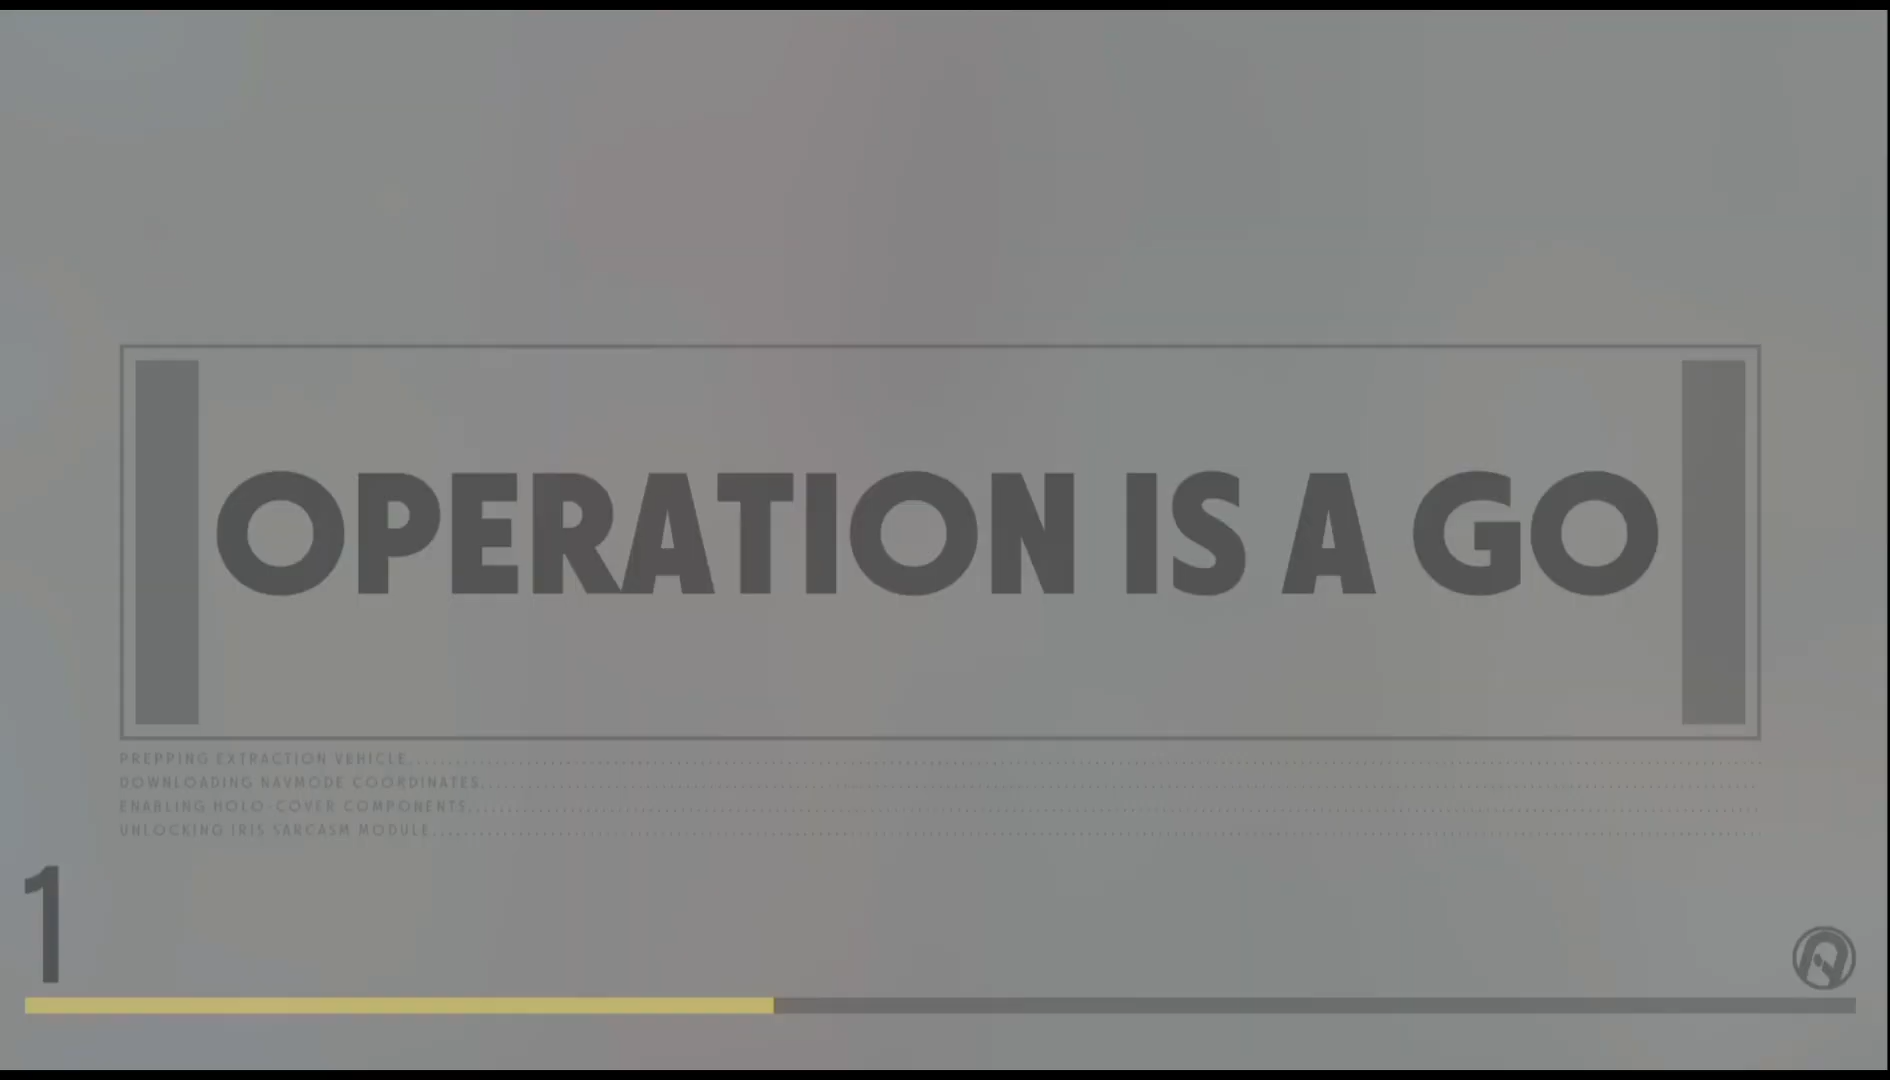 OPERATION IS A GO
PREPPING EXTRACTION VEHICLE
DOWNLOADING NAVMODE COORDINATES
ENABLING HOLO-COVER COMPONENTS
UNLOCKING IRIS SARCASM MODULE
1